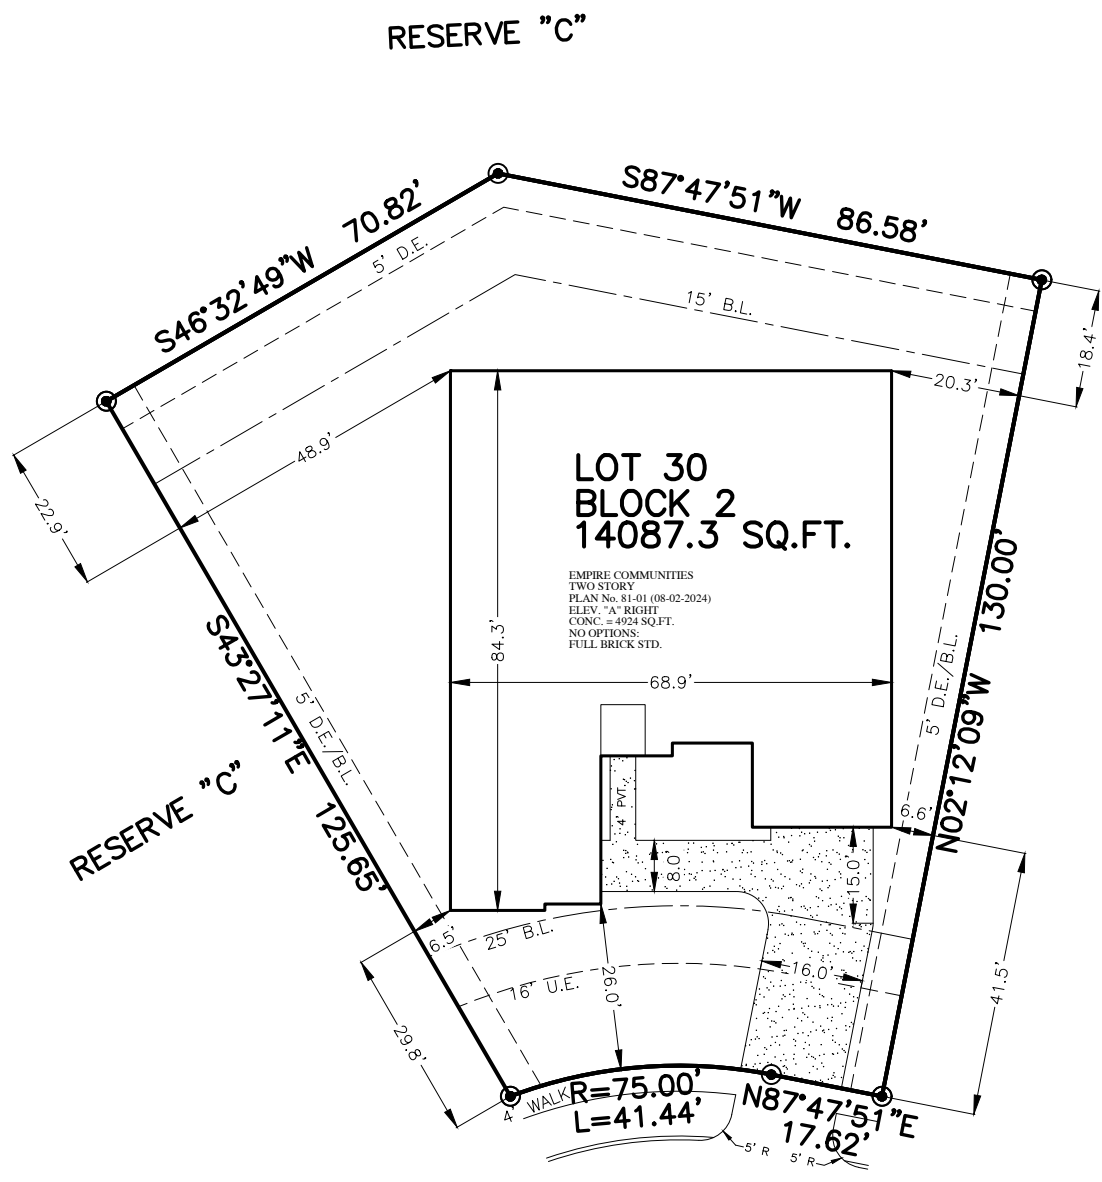 RESERVE "C"
S87°47'51"W 86.58'
S46°32'49"W 70.82'
5' D.E.
15' B.L.
18.4'
20.3'
48.9'
22.9'
LOT 30
BLOCK 2
14087.3 SQ.FT.
EMPIRE COMMUNITIES
TWO STORY
PLAN No. 81-01 (08-02-2024)
ELEV. "A" RIGHT
CONC. = 4924 SQ.FT.
NO OPTIONS:
FULL BRICK STD.
84.3'
68.9'
S43°27'11"E 125.65'
5' D.E./B.L.
N02°12'09"W 130.00'
5' D.E./B.L.
RESERVE "C"
4' PVT.
6.6'
8.0
15.0'
6.5'
25' B.L.
16' U.E.
26.0'
16.0'
41.5'
29.8'
4' WALK
R=75.00'
L=41.44'
N87°47'51"E
17.62'
5' R
5' R